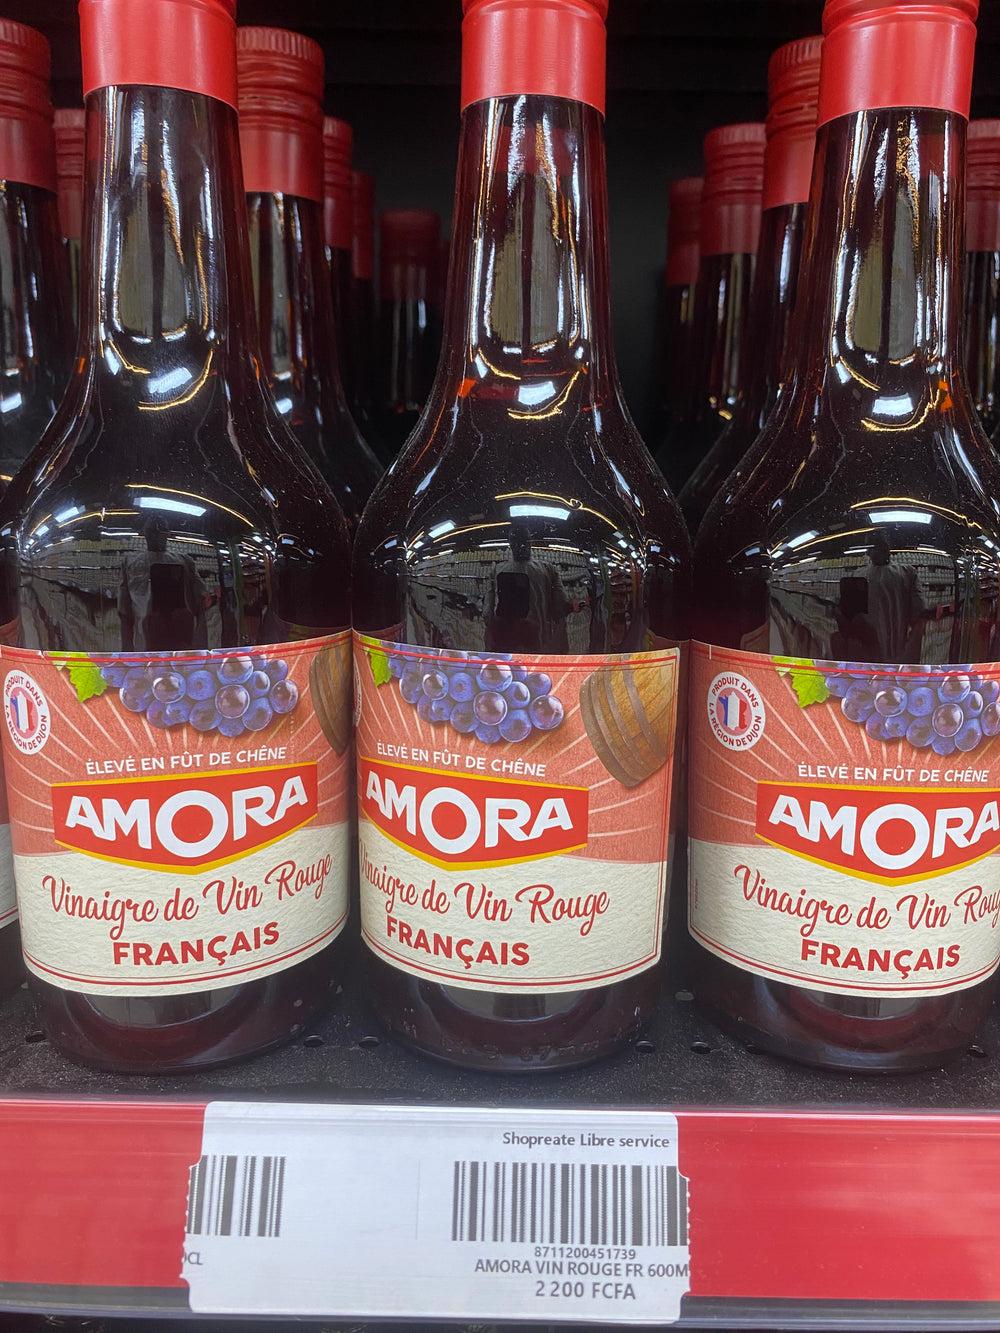 PRODUIT DANS
LA RÉGION DE DIJON
ÉLEVÉ EN FÛT DE CHÊNE
AMORA
Vinaigre de Vin Rouge
FRANÇAIS
ÉLEVÉ EN FÛT DE CHÊNE
AMORA
Vinaigre de Vin Rouge
FRANÇAIS
PRODUIT DANS
LA RÉGION DE DIJON
ÉLEVÉ EN FÛT DE CHÊNE
AMORA
Vinaigre de Vin Roug
FRANÇAIS
Shopreate Libre service
8711200451739
CL
AMORA VIN ROUGE FR 600M
2 200 FCFA